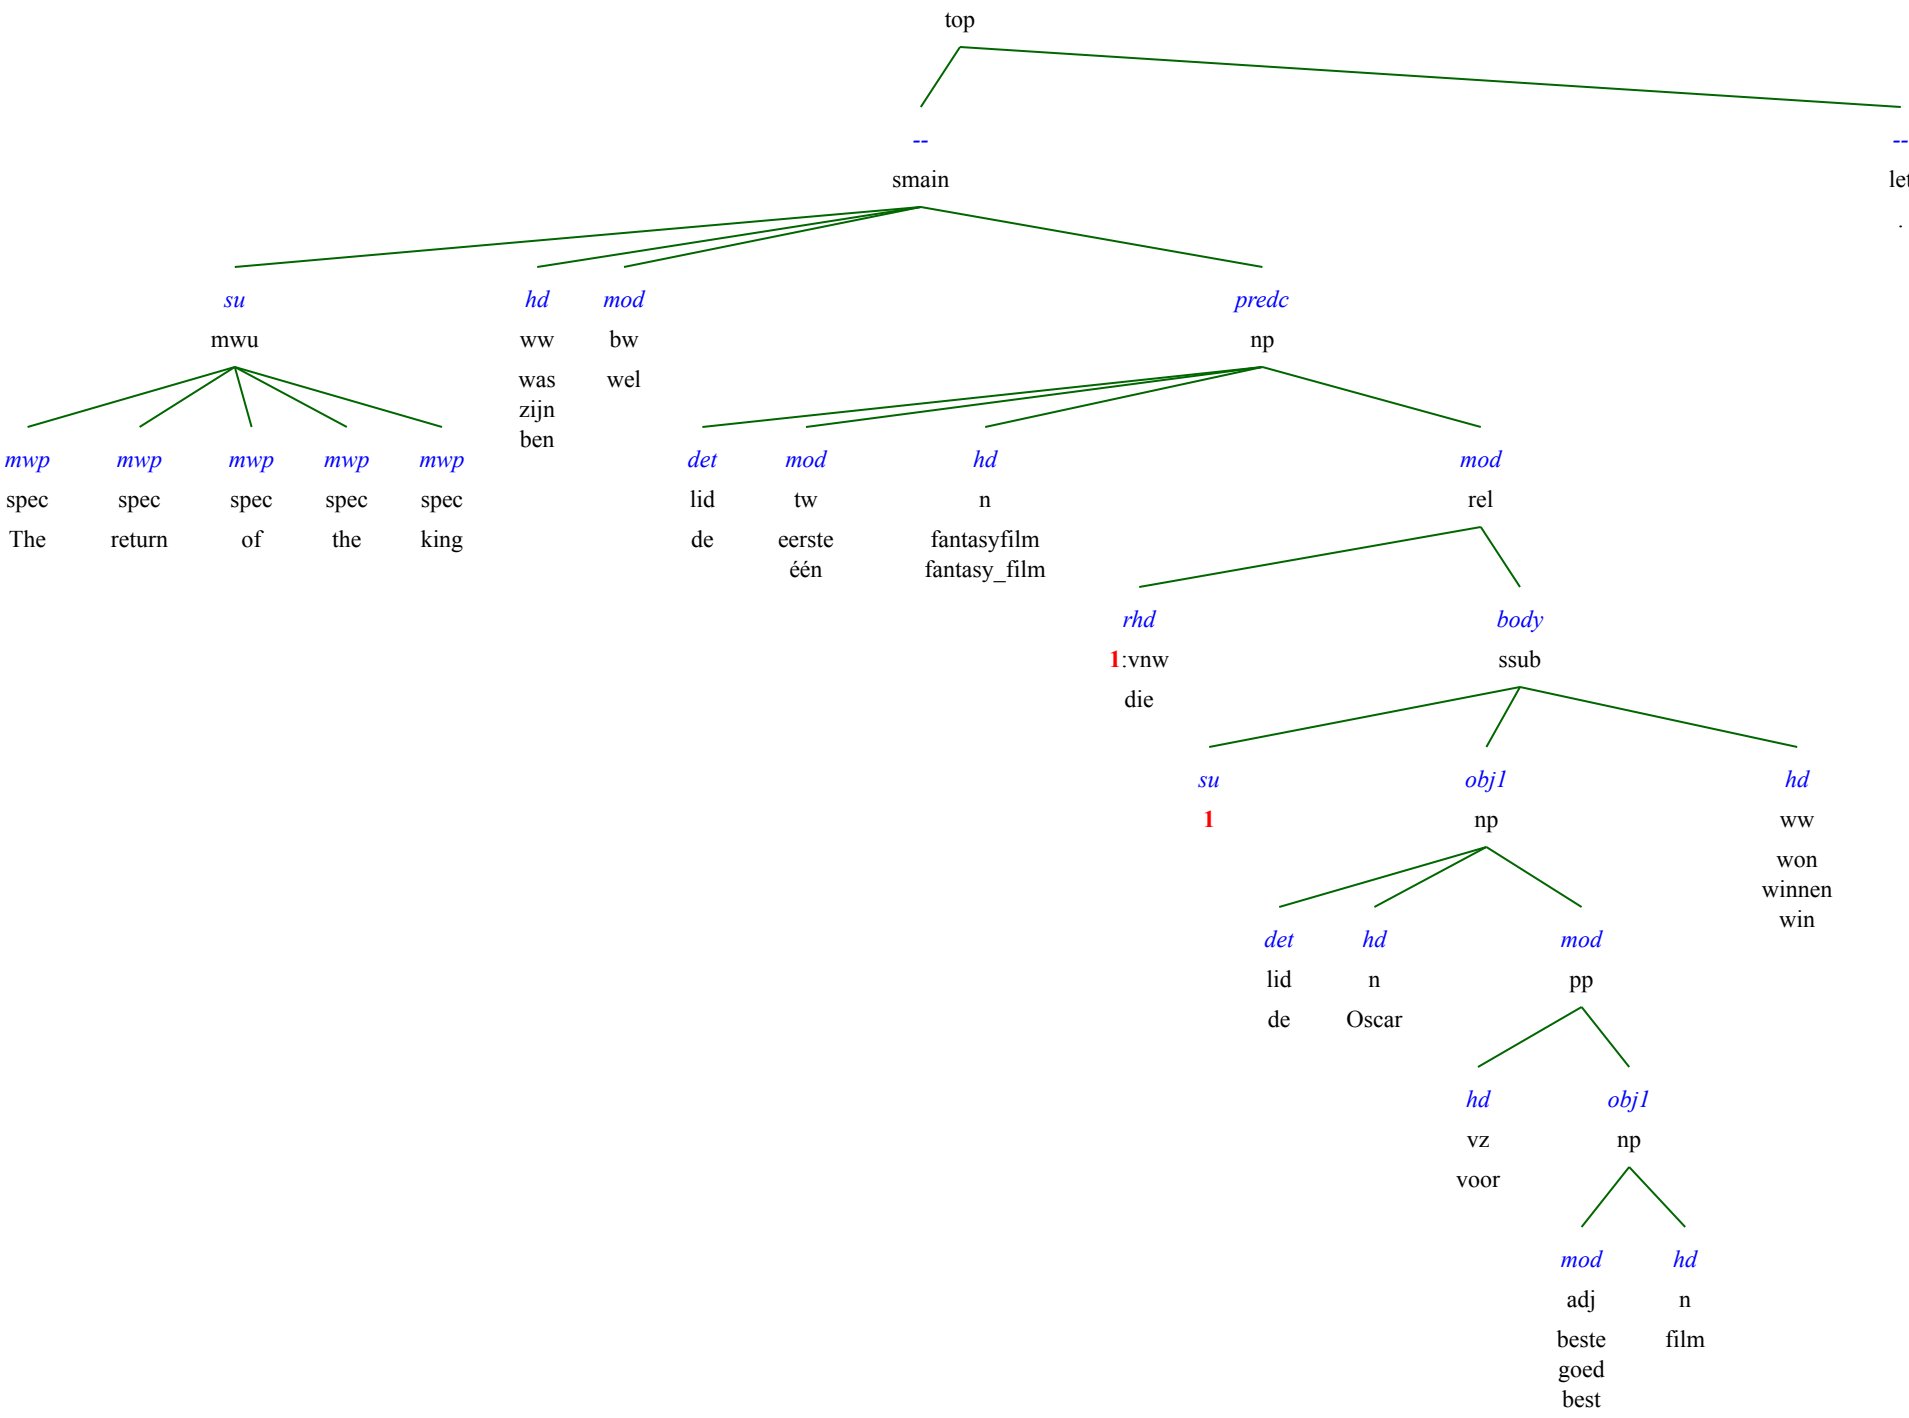 top
-- --
smain let
.
su hd mod predc
mwu ww bw np
was wel
zijn
ben
mwp mwp mwp mwp mwp det mod hd mod
spec spec spec spec spec lid tw n rel
The return of the king de eerste fantasyfilm
één fantasy_film
rhd body
1:vnw ssub
die
su obj1 hd
1 np ww
won
winnen
win
det hd mod
lid n pp
de Oscar
hd obj1
vz np
voor
mod hd
adj n
beste film
goed
best